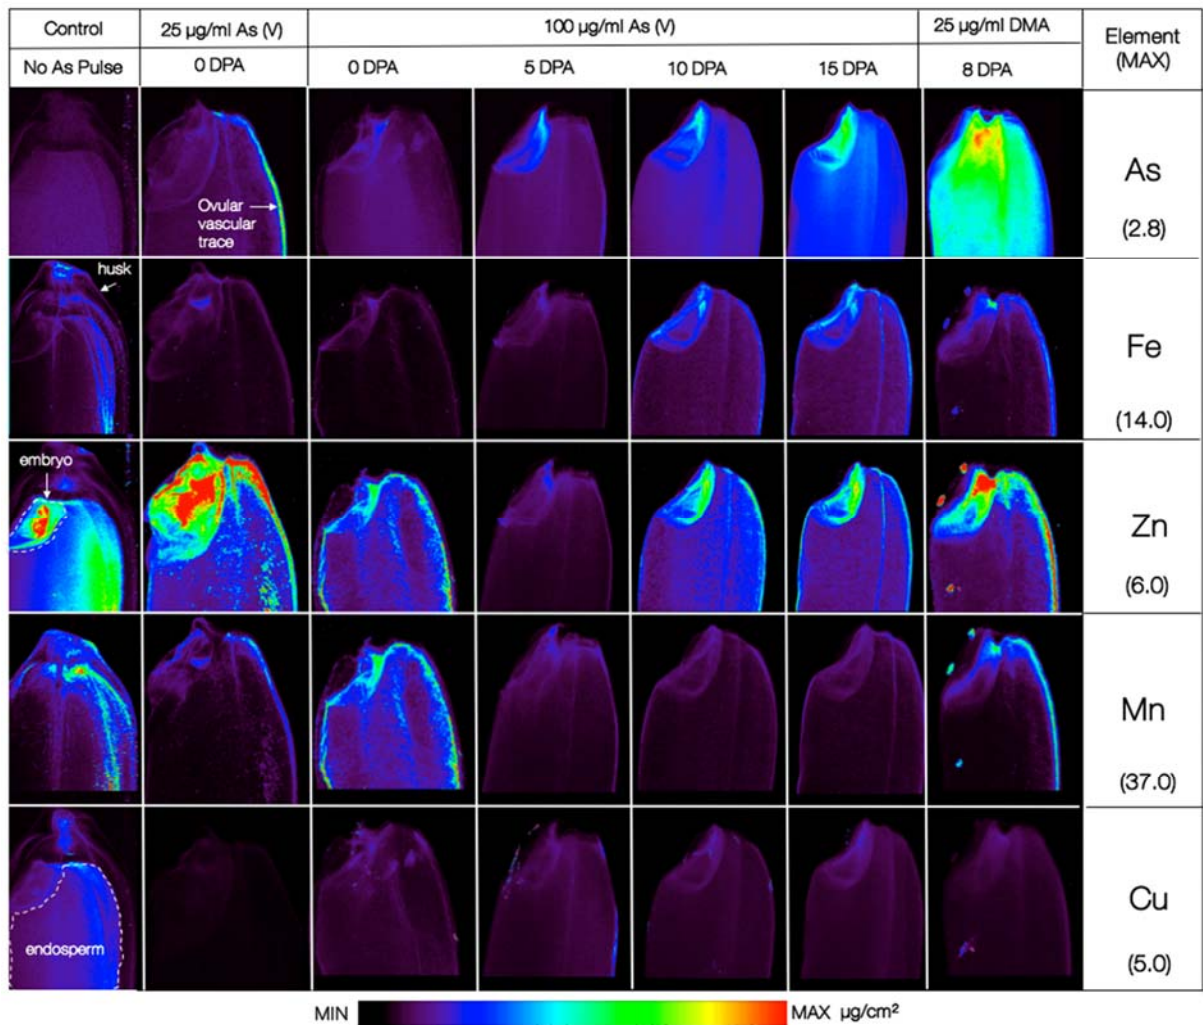 Control
25 µg/ml As (V)
100 µg/ml As (V)
25 µg/ml DMA
Element
(MAX)
No As Pulse
0 DPA
0 DPA
5 DPA
10 DPA
15 DPA
8 DPA
Ovular
vascular
trace
As
(2.8)
husk
Fe
(14.0)
embryo
Zn
(6.0)
Mn
(37.0)
endosperm
Cu
(5.0)
MIN
MAX µg/cm²